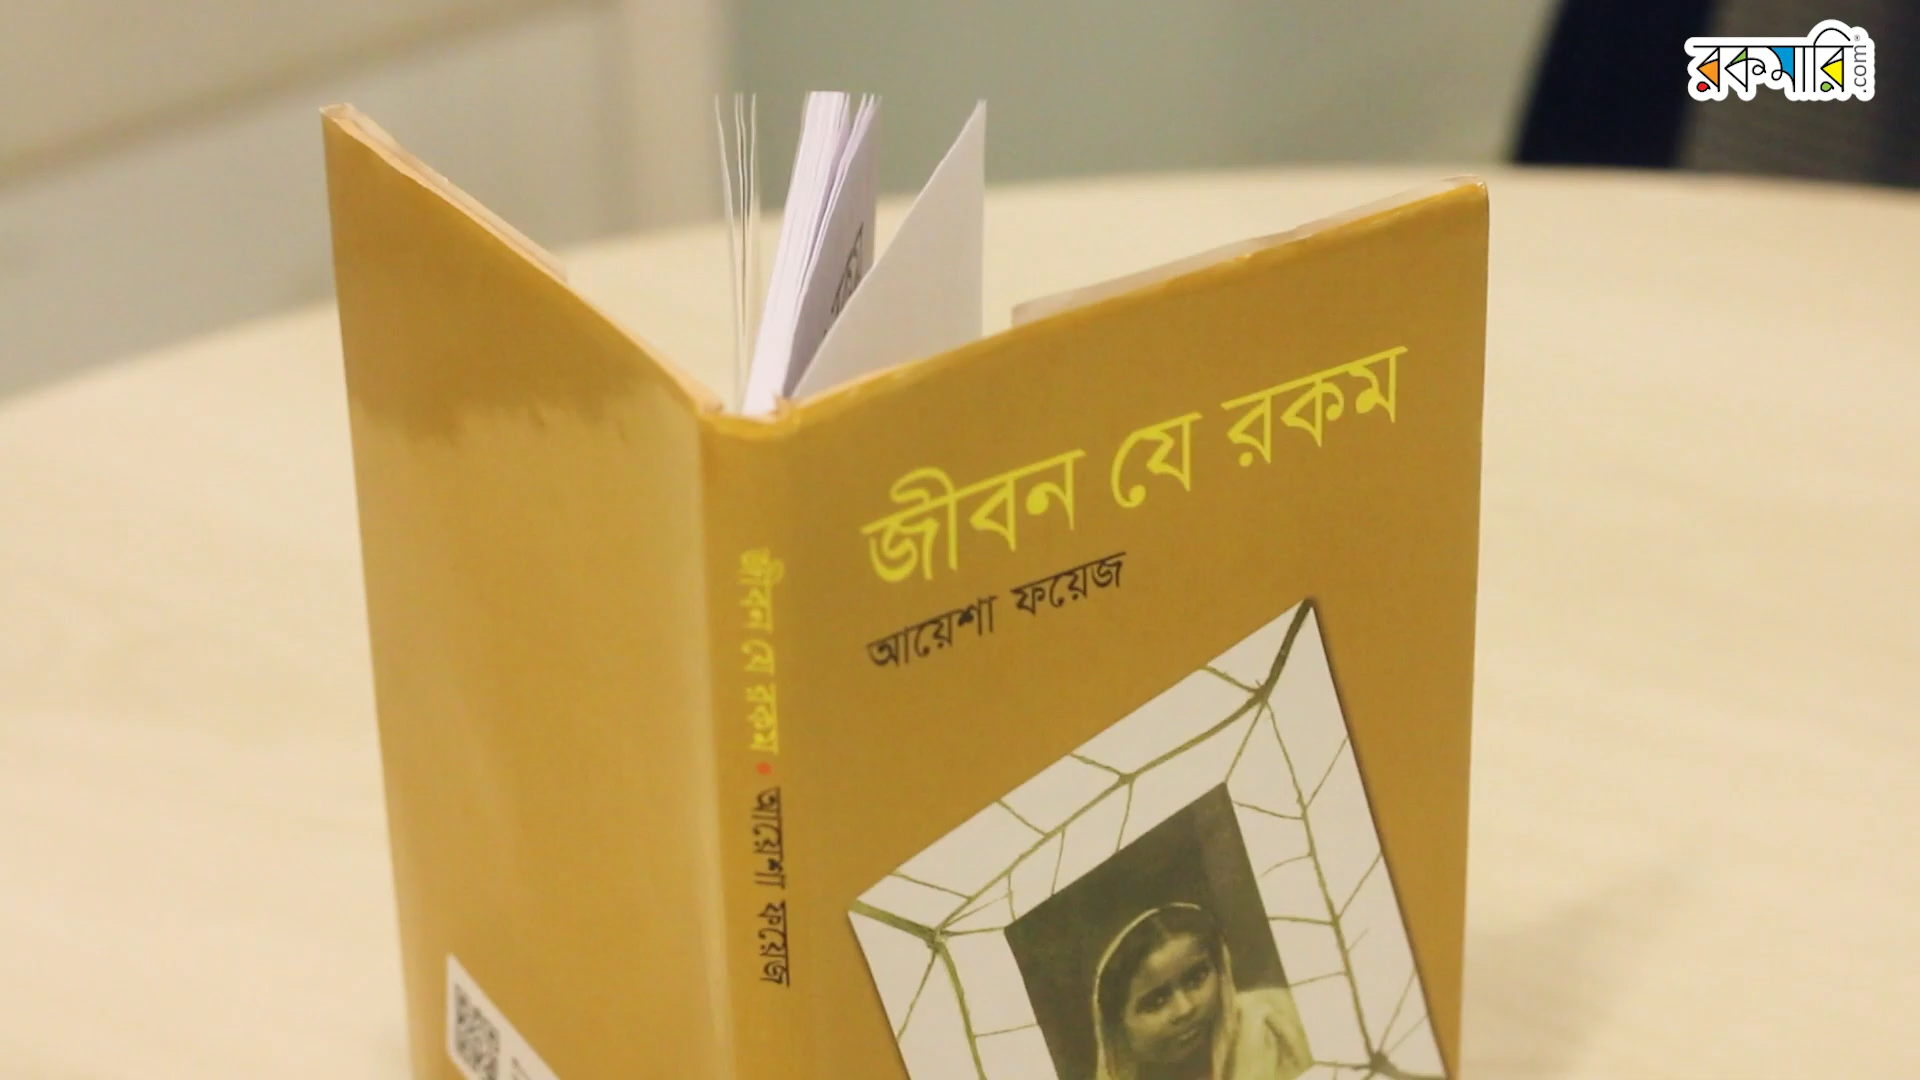 রকমারি.com
জীবন যে রকম
আয়েশা ফয়েজ
জীবন যে রকম • আয়েশা ফয়েজ